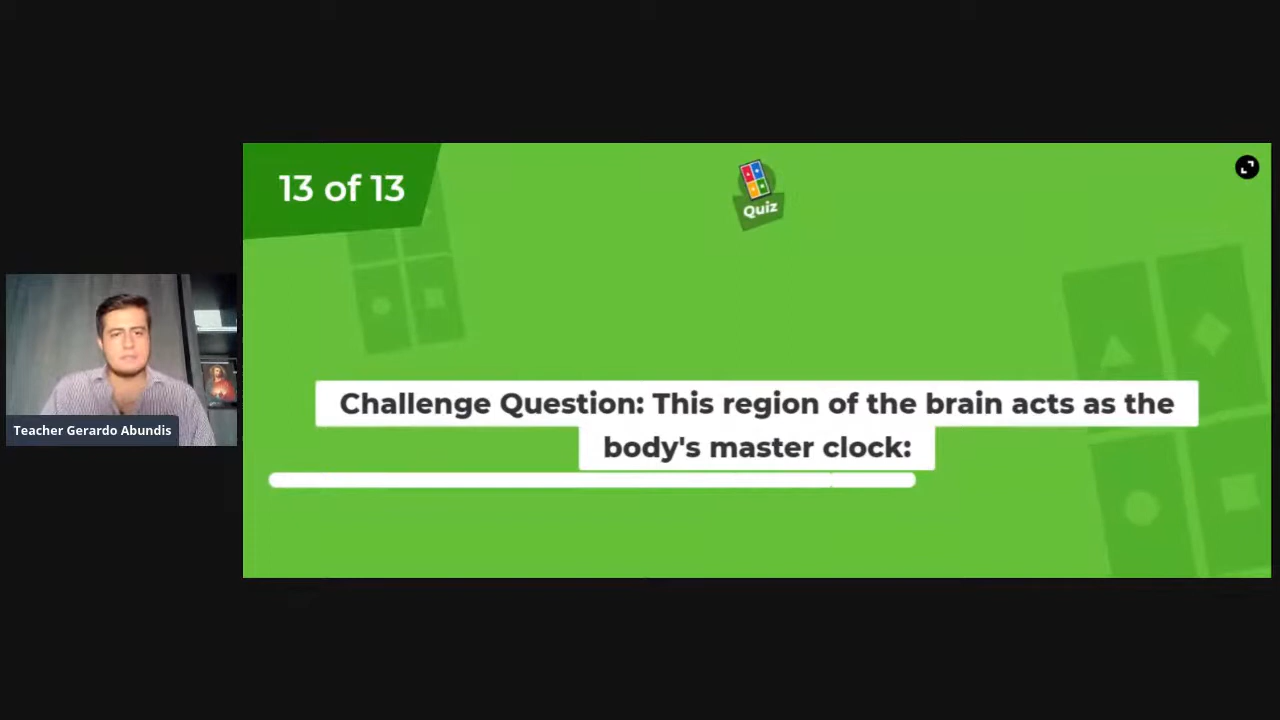 13 of 13
Quiz
Challenge Question: This region of the brain acts as the
body's master clock:
Teacher Gerardo Abundis